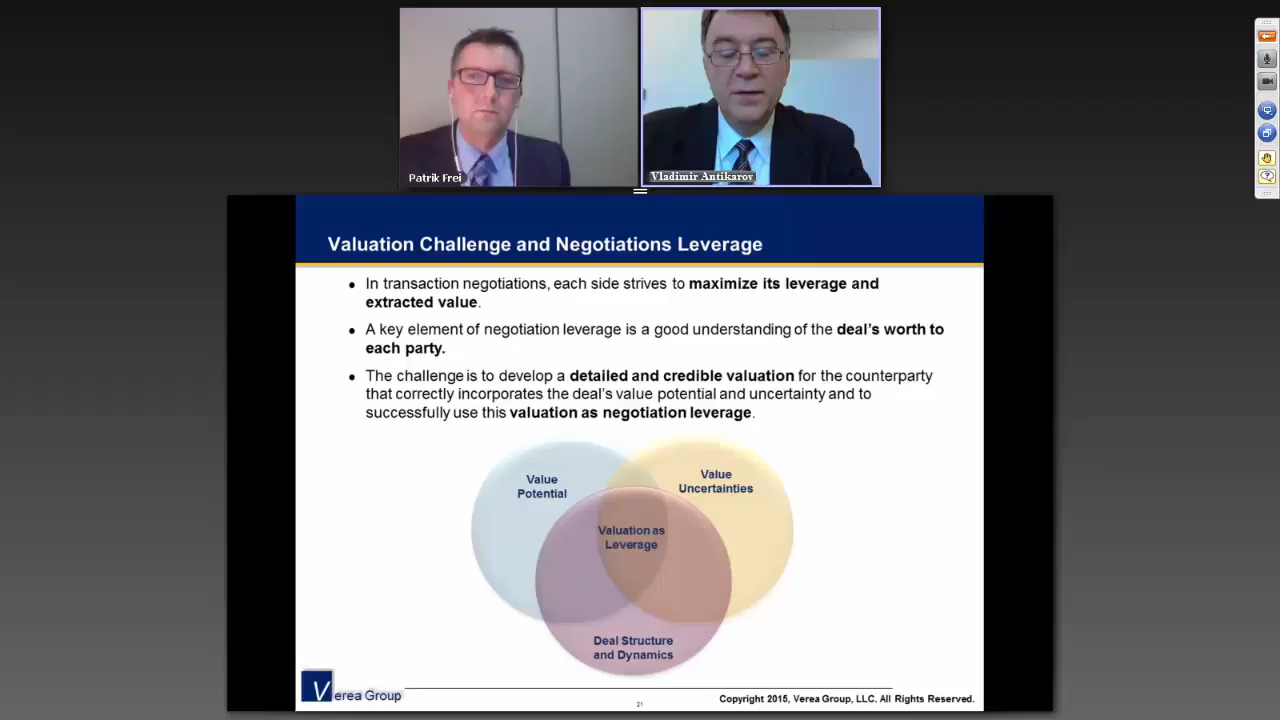 Patrik Frei
Vladimir Antikarov
Valuation Challenge and Negotiations Leverage
• In transaction negotiations, each side strives to maximize its leverage and
extracted value.
• A key element of negotiation leverage is a good understanding of the deal's worth to
each party.
• The challenge is to develop a detailed and credible valuation for the counterparty
that correctly incorporates the deal's value potential and uncertainty and to
successfully use this valuation as negotiation leverage.
Value
Potential
Value
Uncertainties
Valuation as
Leverage
Deal Structure
and Dynamics
Verea Group
21
Copyright 2015, Verea Group, LLC. All Rights Reserved.